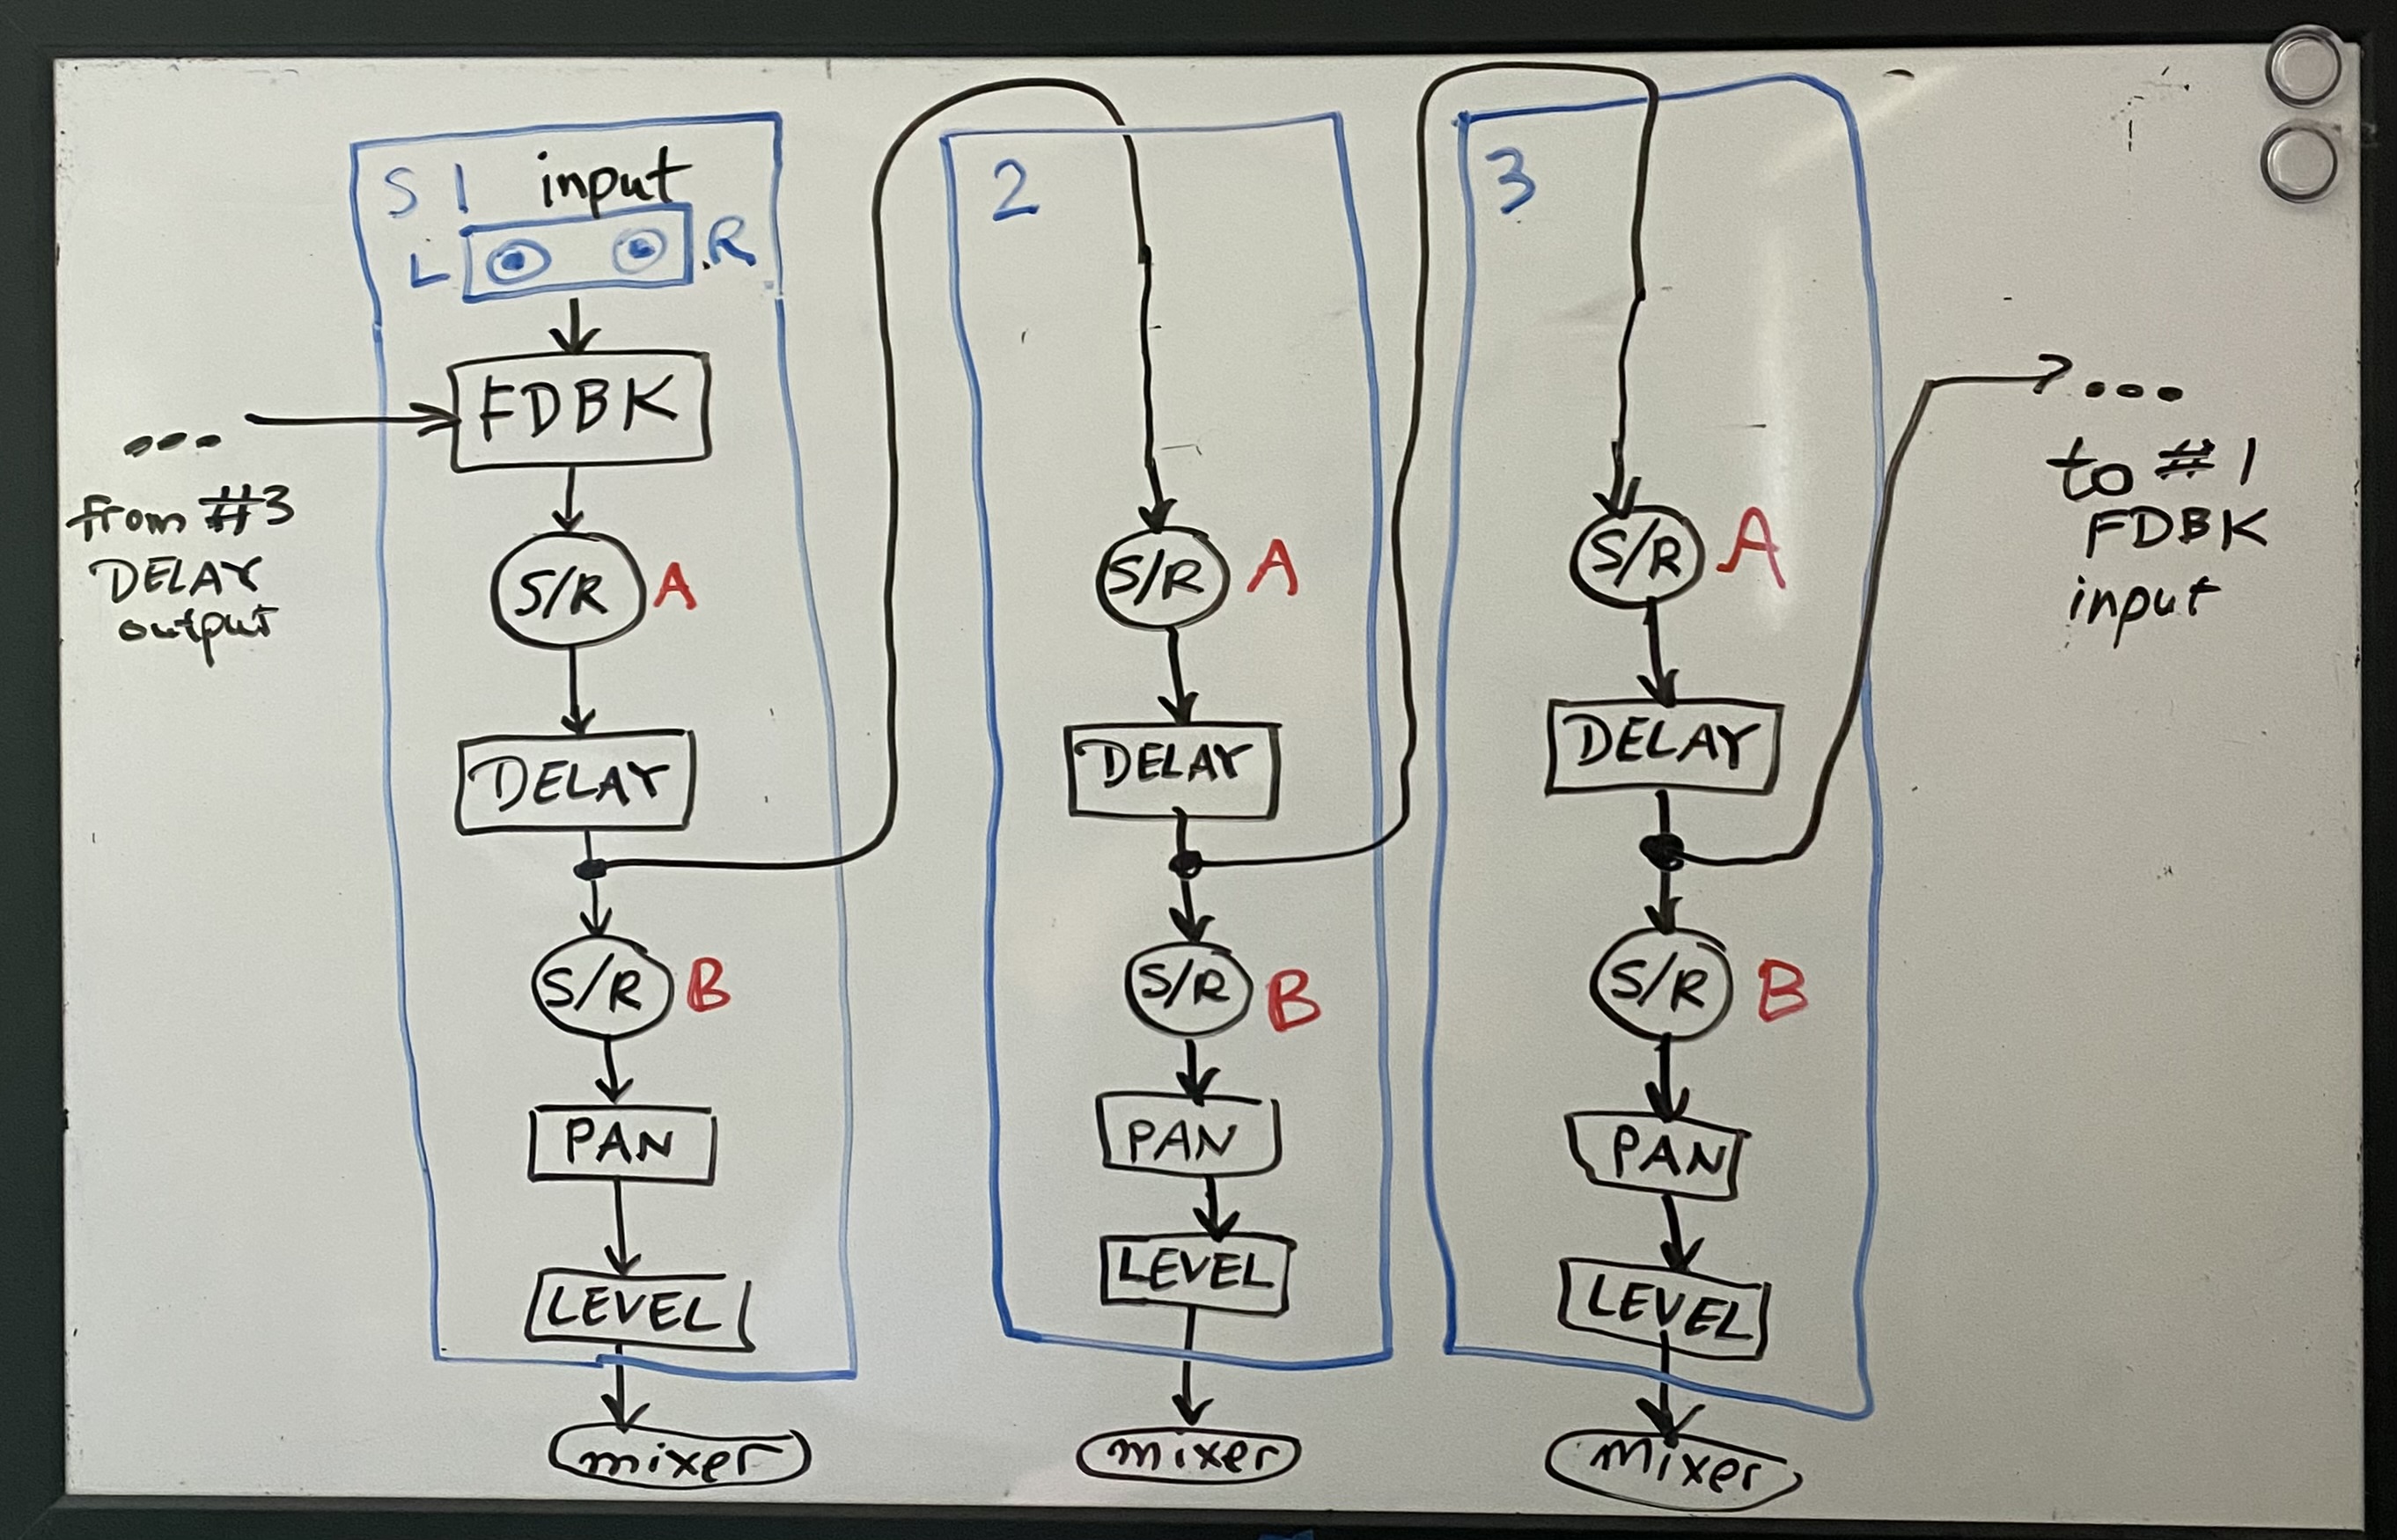 S 1 input
L R
FDBK
...
from #3
DELAY
output
S/R A
DELAY
S/R B
PAN
LEVEL
mixer
2
S/R A
DELAY
S/R B
PAN
LEVEL
mixer
3
S/R A
DELAY
S/R B
PAN
LEVEL
mixer
...
to #1
FDBK
input